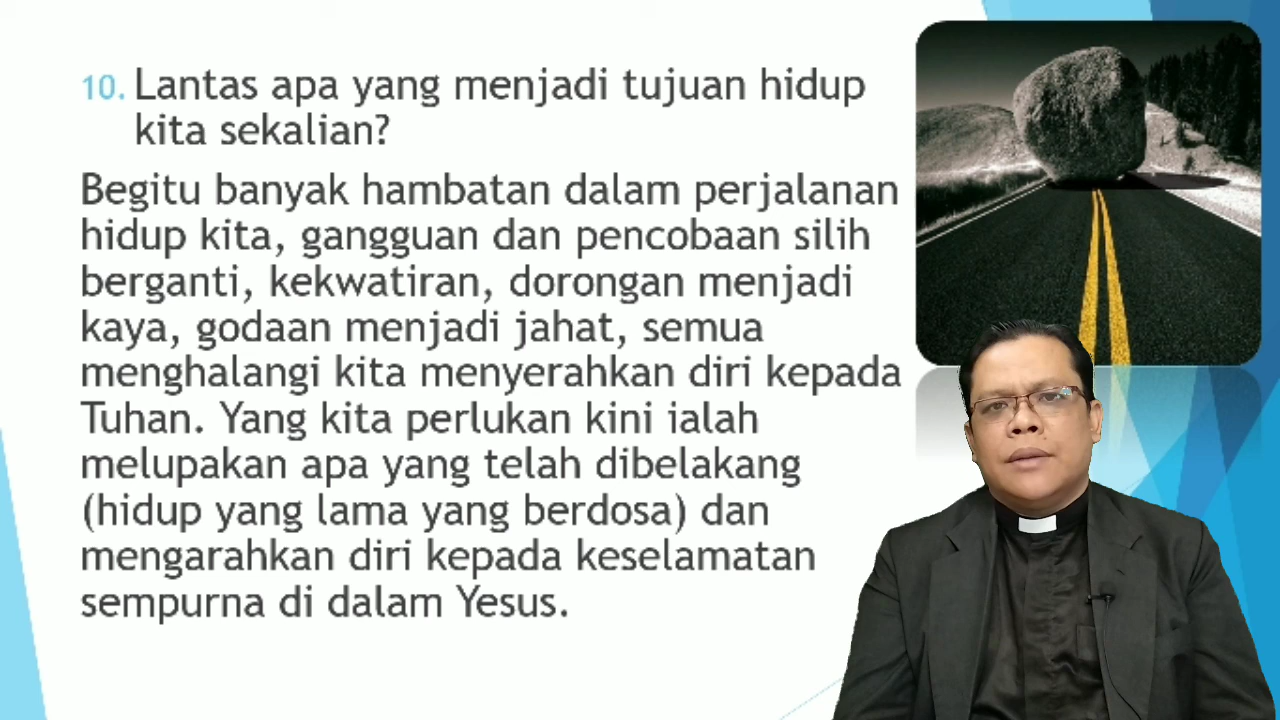 10. Lantas apa yang menjadi tujuan hidup
kita sekalian?
Begitu banyak hambatan dalam perjalanan
hidup kita, gangguan dan pencobaan silih
berganti, kekwatiran, dorongan menjadi
kaya, godaan menjadi jahat, semua
menghalangi kita menyerahkan diri kepada
Tuhan. Yang kita perlukan kini ialah
melupakan apa yang telah dibelakang
(hidup yang lama yang berdosa) dan
mengarahkan diri kepada keselamatan
sempurna di dalam Yesus.